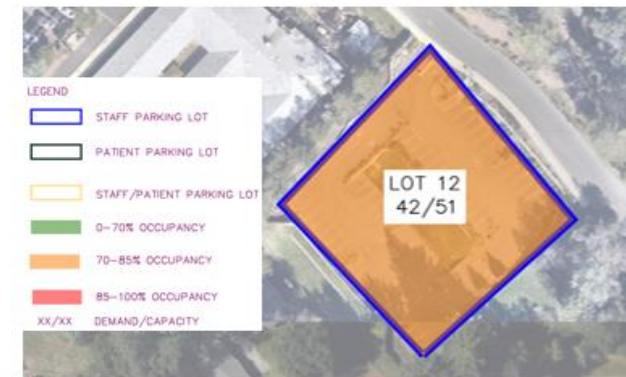 LEGEND
STAFF PARKING LOT
PATIENT PARKING LOT
STAFF/PATIENT PARKING LOT
0-70% OCCUPANCY
70-85% OCCUPANCY
85-100% OCCUPANCY
XX/XX DEMAND/CAPACITY
LOT 12
42/51